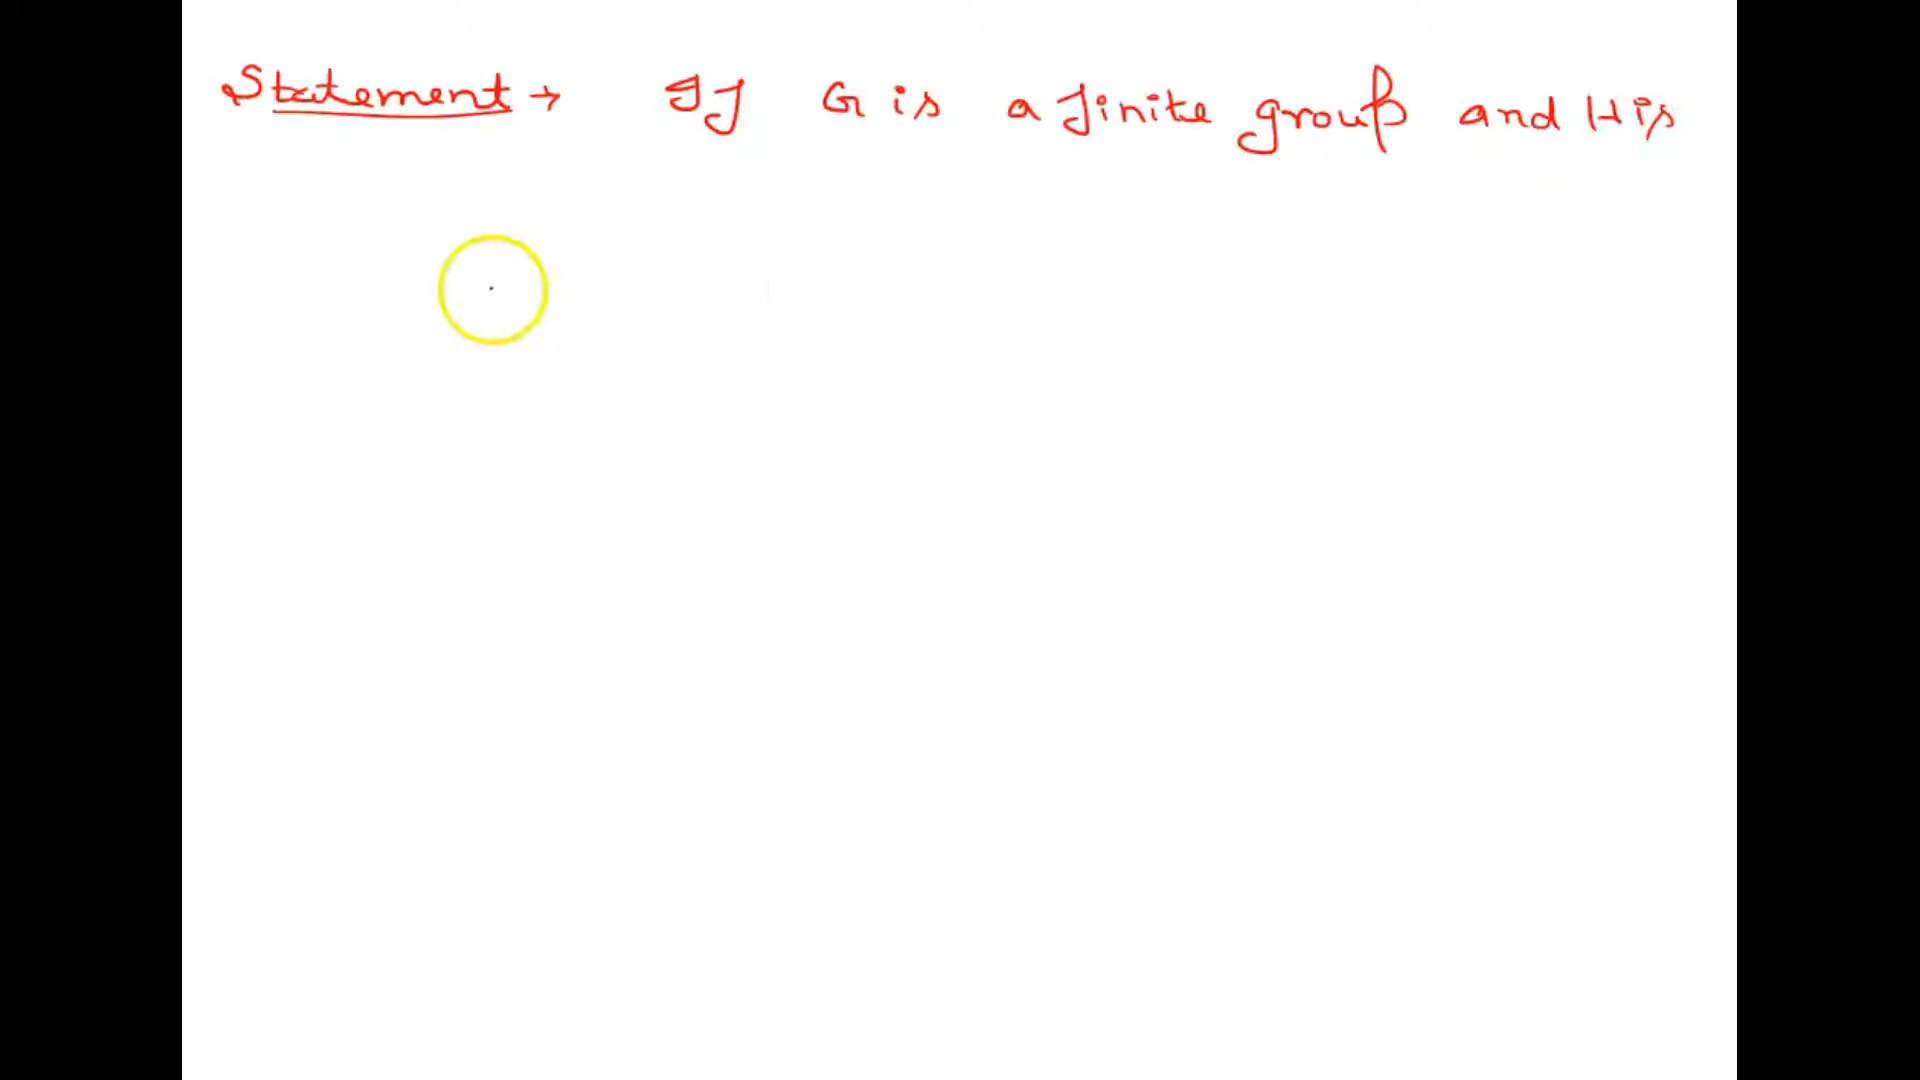 Statement → If G is a finite group and H is